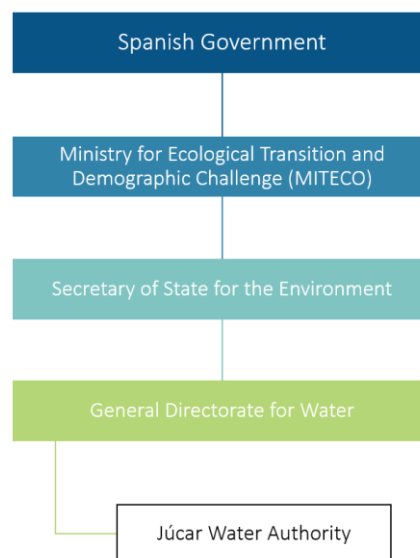 Spanish Government
Ministry for Ecological Transition and
Demographic Challenge (MITECO)
Secretary of State for the Environment
General Directorate for Water
Júcar Water Authority